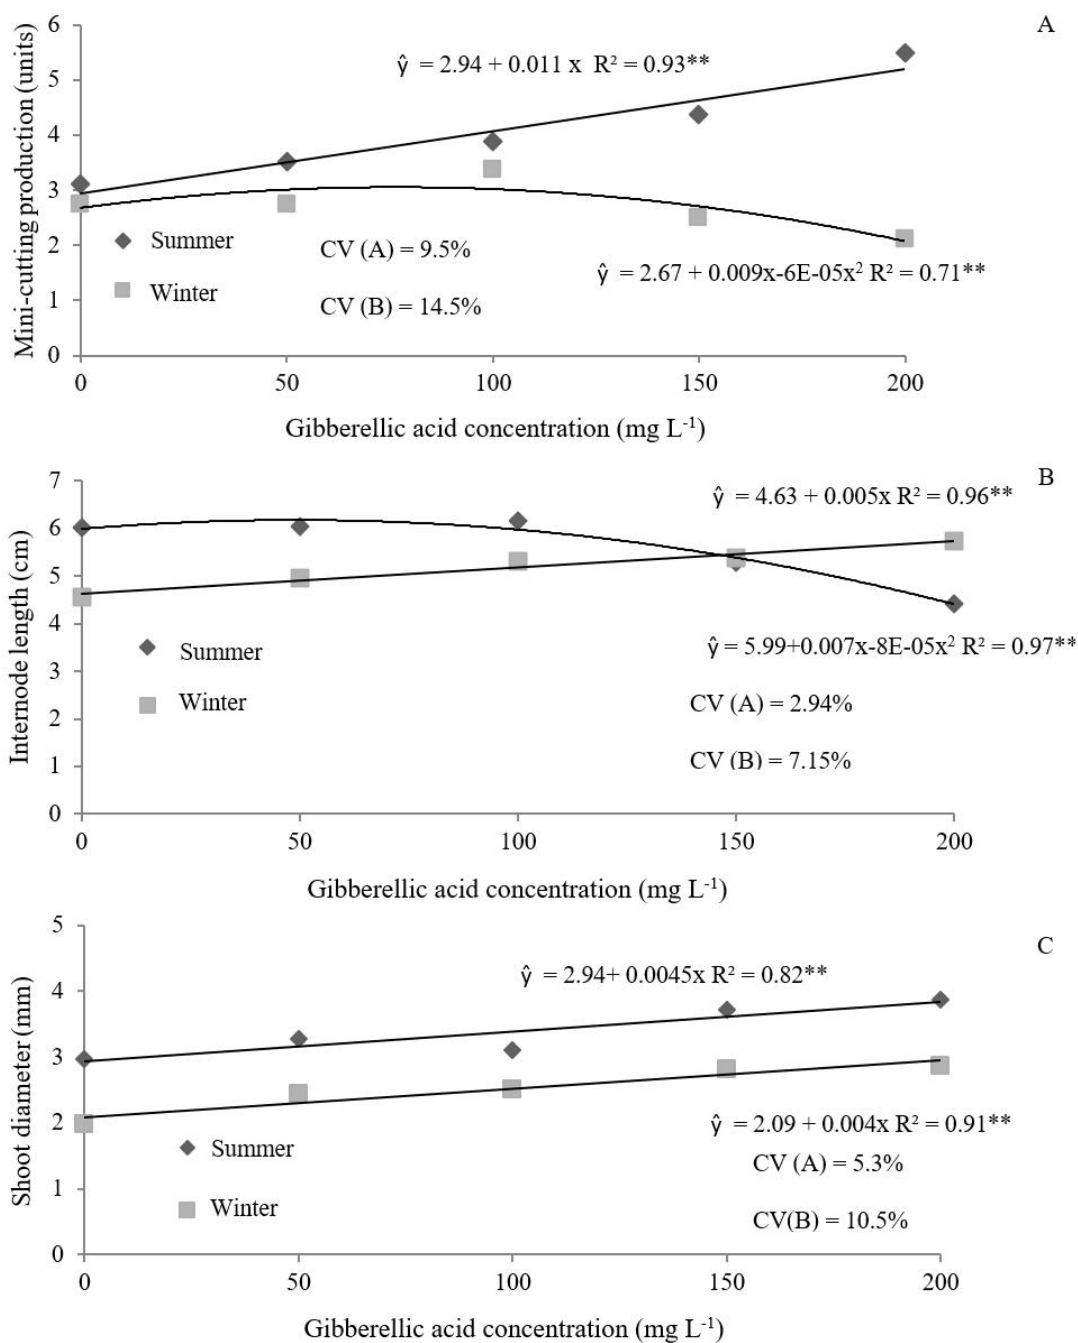 A
6
5
4
3
2
1
0
Mini-cutting production (units)
ŷ = 2.94 + 0.011 x R² = 0.93**
Summer
Winter
CV (A) = 9.5%
CV (B) = 14.5%
ŷ = 2.67 + 0.009x-6E-05x² R² = 0.71**
0 50 100 150 200
Gibberellic acid concentration (mg L⁻¹)
B
7
6
5
4
3
2
1
0
Internode length (cm)
ŷ = 4.63 + 0.005x R² = 0.96**
Summer
Winter
ŷ = 5.99+0.007x-8E-05x² R² = 0.97**
CV (A) = 2.94%
CV (B) = 7.15%
0 50 100 150 200
Gibberellic acid concentration (mg L⁻¹)
C
5
4
3
2
1
0
Shoot diameter (mm)
ŷ = 2.94+ 0.0045x R² = 0.82**
Summer
Winter
ŷ = 2.09 + 0.004x R² = 0.91**
CV (A) = 5.3%
CV(B) = 10.5%
0 50 100 150 200
Gibberellic acid concentration (mg L⁻¹)